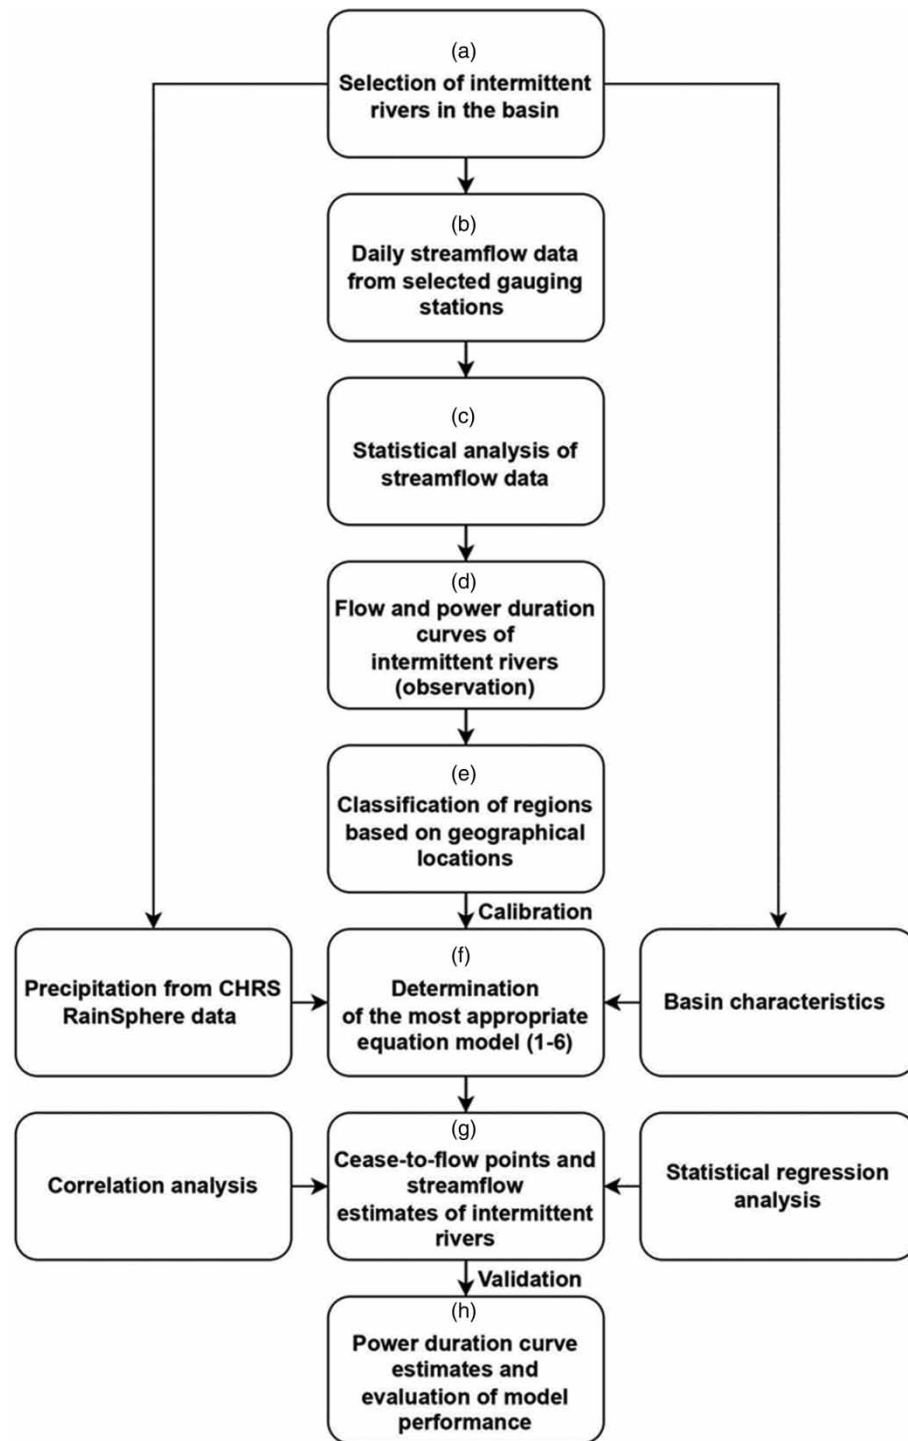 (a)
Selection of intermittent
rivers in the basin
(b)
Daily streamflow data
from selected gauging
stations
(c)
Statistical analysis of
streamflow data
(d)
Flow and power duration
curves of
intermittent rivers
(observation)
(e)
Classification of regions
based on geographical
locations
Calibration
Precipitation from CHRS
RainSphere data
(f)
Determination
of the most appropriate
equation model (1-6)
Basin characteristics
Correlation analysis
(g)
Cease-to-flow points and
streamflow
estimates of intermittent
rivers
Statistical regression
analysis
Validation
(h)
Power duration curve
estimates and
evaluation of model
performance